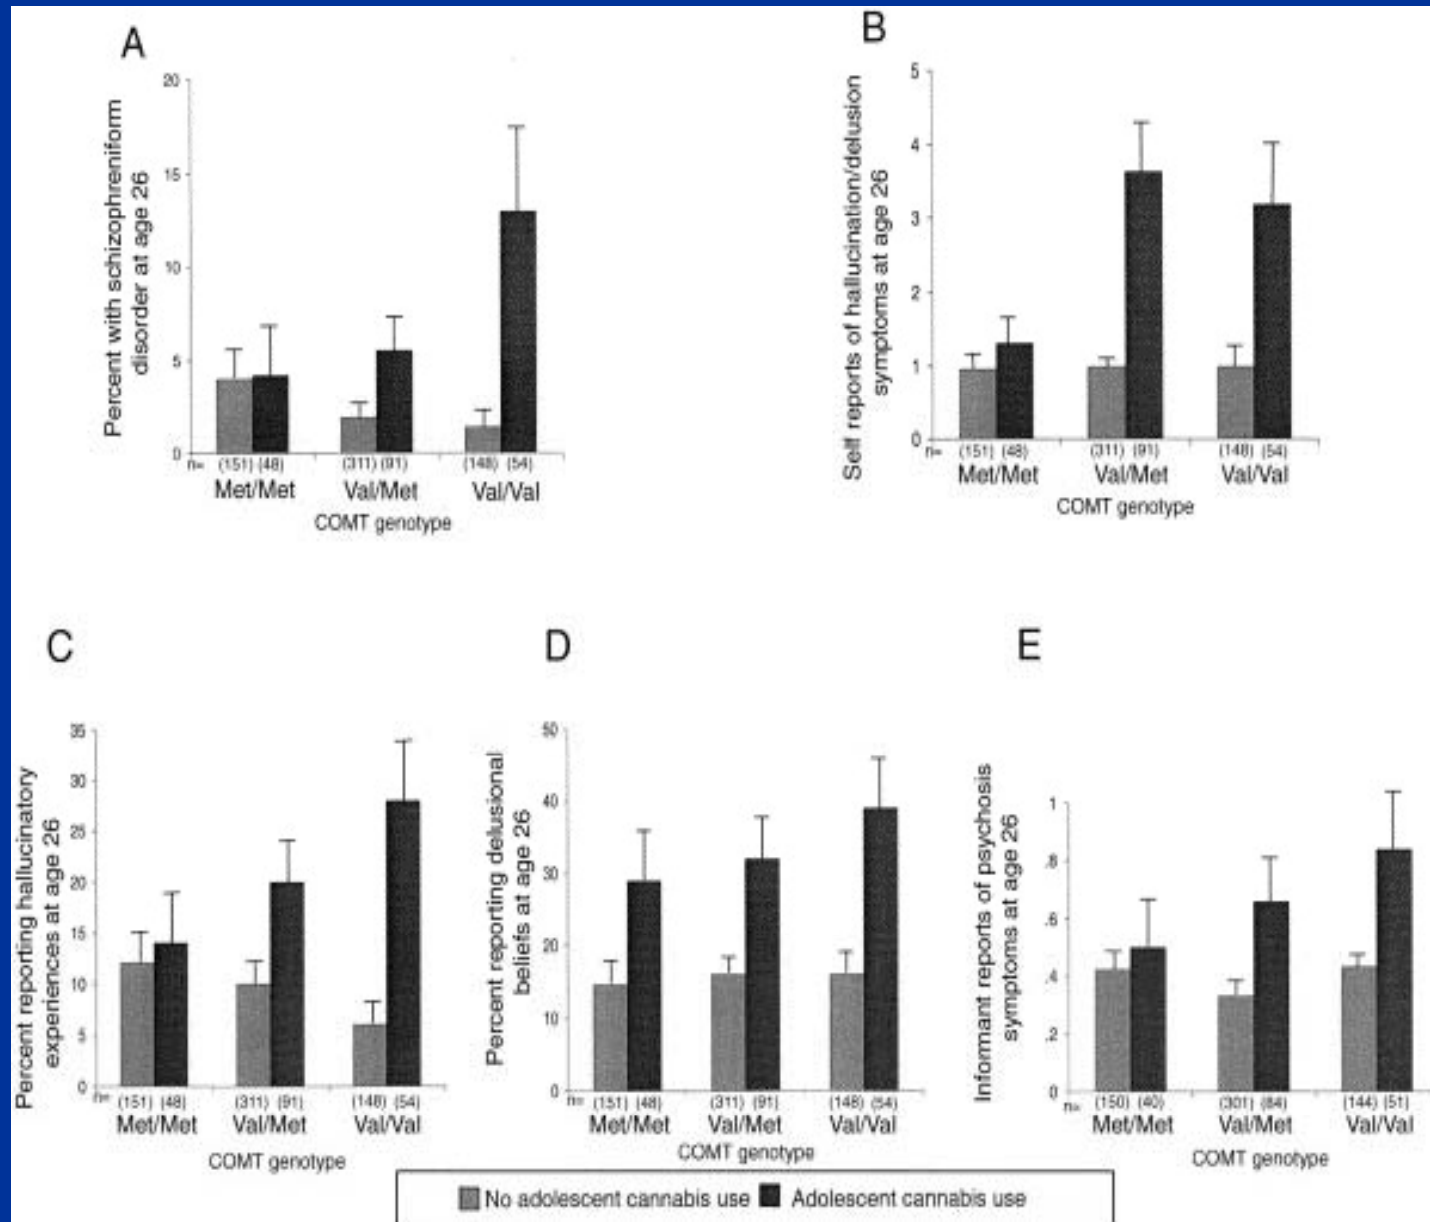 A
Percent with schizophreniform
disorder at age 26
20
15
10
5
0
n= (151) (48) (311) (91) (148) (54)
Met/Met Val/Met Val/Val
COMT genotype
B
Self reports of hallucination/delusion
symptoms at age 26
5
4
3
2
1
0
n= (151) (48) (311) (91) (148) (54)
Met/Met Val/Met Val/Val
COMT genotype
C
Percent reporting hallucinatory
experiences at age 26
35
30
25
20
15
10
5
0
n= (151) (48) (311) (91) (148) (54)
Met/Met Val/Met Val/Val
COMT genotype
D
Percent reporting delusional
beliefs at age 26
50
40
30
20
10
0
n= (151) (48) (311) (91) (148) (54)
Met/Met Val/Met Val/Val
COMT genotype
E
Informant reports of psychosis
symptoms at age 26
1
.8
.6
.4
.2
0
n= (150) (40) (301) (84) (144) (51)
Met/Met Val/Met Val/Val
COMT genotype
No adolescent cannabis use Adolescent cannabis use